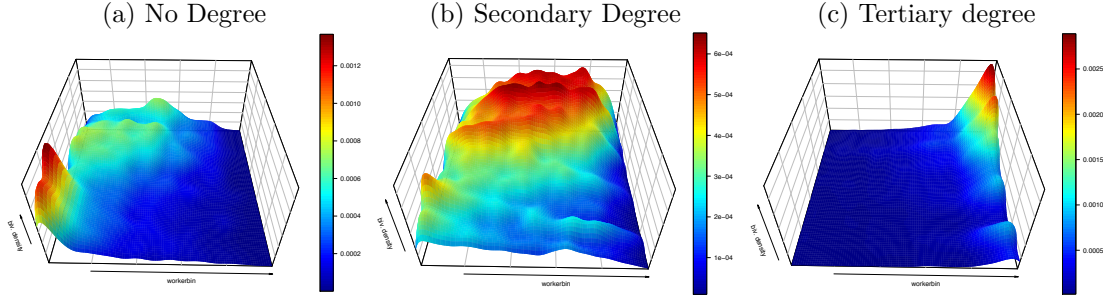 (a) No Degree
(b) Secondary Degree
(c) Tertiary degree
0.0012
0.0010
0.0008
0.0006
0.0004
0.0002
biv. density
workerbin
6e−04
5e−04
4e−04
3e−04
2e−04
1e−04
biv. density
workerbin
0.0025
0.0020
0.0015
0.0010
0.0005
biv. density
workerbin